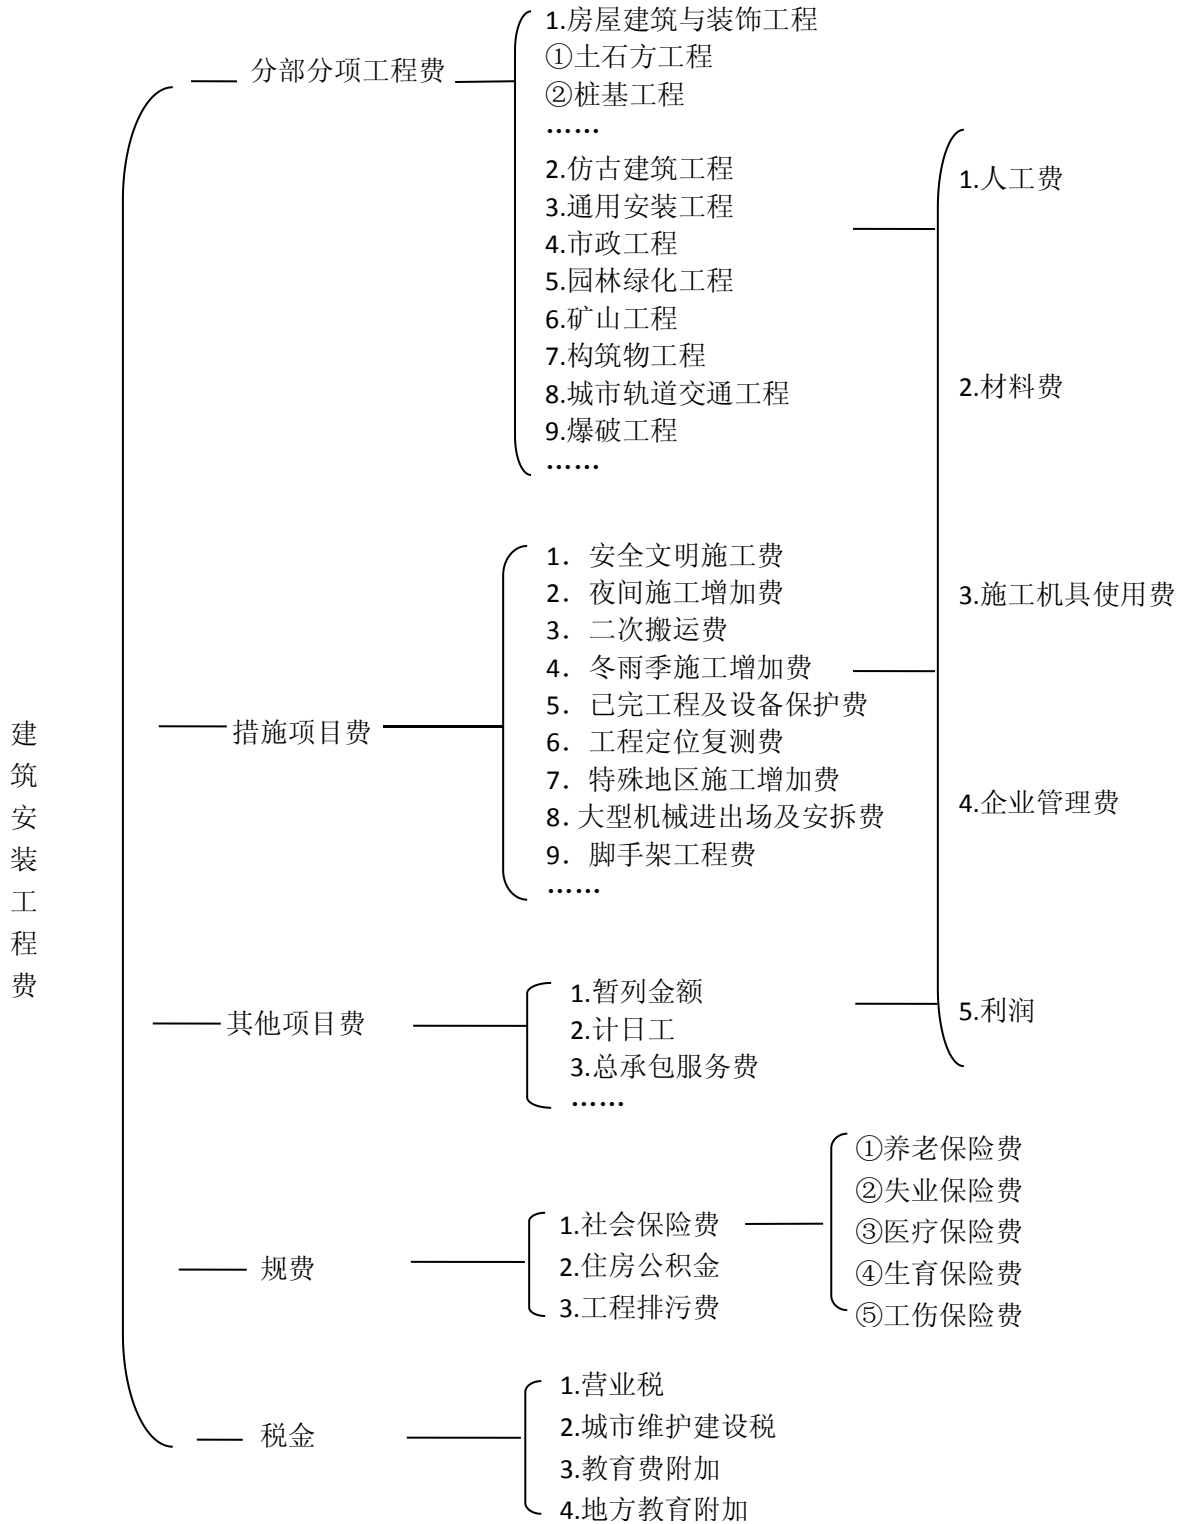 建筑安装工程费
分部分项工程费
1.房屋建筑与装饰工程
①土石方工程
②桩基工程
……
2.仿古建筑工程
3.通用安装工程
4.市政工程
5.园林绿化工程
6.矿山工程
7.构筑物工程
8.城市轨道交通工程
9.爆破工程
……
措施项目费
1. 安全文明施工费
2. 夜间施工增加费
3. 二次搬运费
4. 冬雨季施工增加费
5. 已完工程及设备保护费
6. 工程定位复测费
7. 特殊地区施工增加费
8. 大型机械进出场及安拆费
9. 脚手架工程费
……
其他项目费
1.暂列金额
2.计日工
3.总承包服务费
……
1.人工费
2.材料费
3.施工机具使用费
4.企业管理费
5.利润
规费
1.社会保险费
2.住房公积金
3.工程排污费
①养老保险费
②失业保险费
③医疗保险费
④生育保险费
⑤工伤保险费
税金
1.营业税
2.城市维护建设税
3.教育费附加
4.地方教育附加